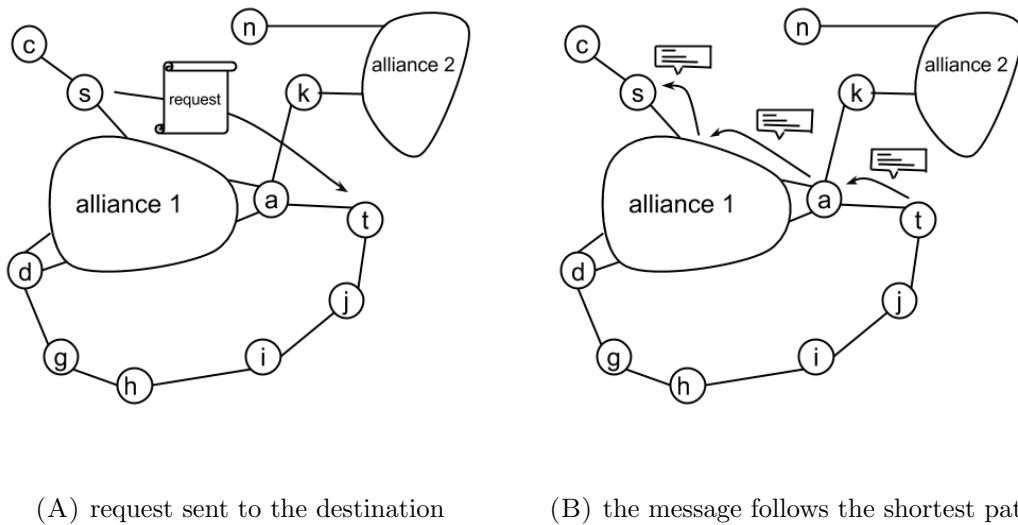 n
c
alliance 2
s
request
k
alliance 1
a
t
d
j
g
i
h
(A) request sent to the destination
n
c
alliance 2
s
k
alliance 1
a
t
d
j
g
i
h
(B) the message follows the shortest pat